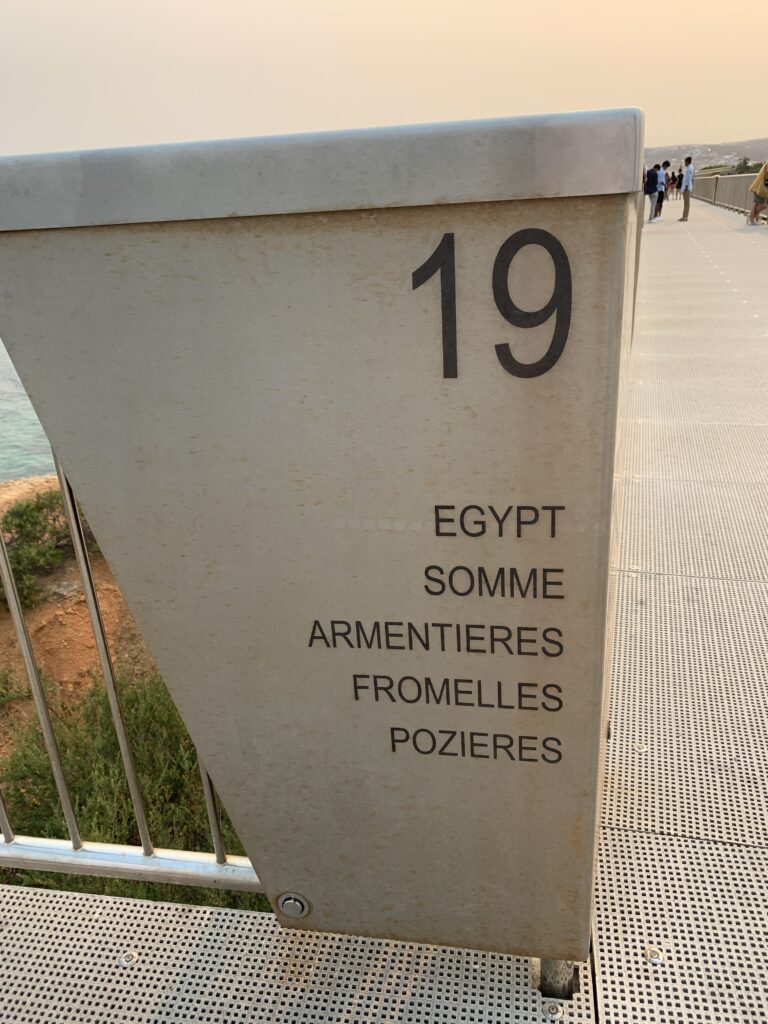 19
EGYPT
SOMME
ARMENTIERES
FROMELLES
POZIERES